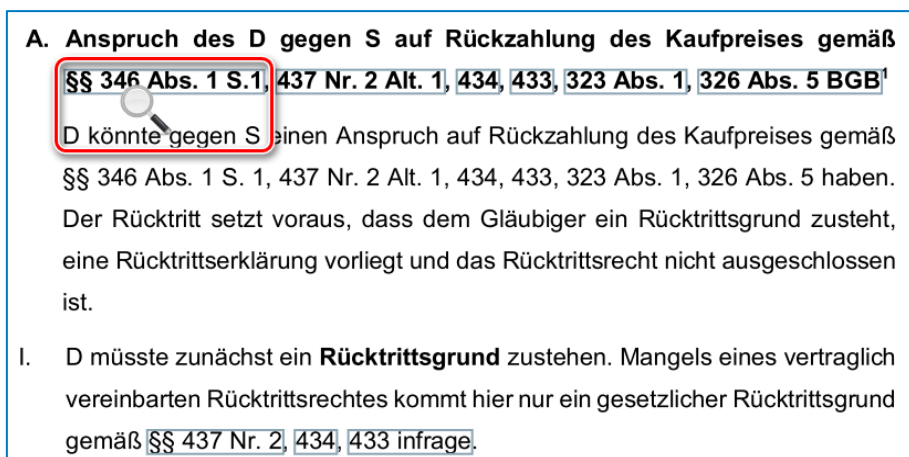 A. Anspruch des D gegen S auf Rückzahlung des Kaufpreises gemäß
§§ 346 Abs. 1 S.1, 437 Nr. 2 Alt. 1, 434, 433, 323 Abs. 1, 326 Abs. 5 BGB¹
D könnte gegen S einen Anspruch auf Rückzahlung des Kaufpreises gemäß
§§ 346 Abs. 1 S. 1, 437 Nr. 2 Alt. 1, 434, 433, 323 Abs. 1, 326 Abs. 5 haben.
Der Rücktritt setzt voraus, dass dem Gläubiger ein Rücktrittsgrund zusteht,
eine Rücktrittserklärung vorliegt und das Rücktrittsrecht nicht ausgeschlossen
ist.
I. D müsste zunächst ein Rücktrittsgrund zustehen. Mangels eines vertraglich
vereinbarten Rücktrittsrechtes kommt hier nur ein gesetzlicher Rücktrittsgrund
gemäß §§ 437 Nr. 2, 434, 433 infrage.